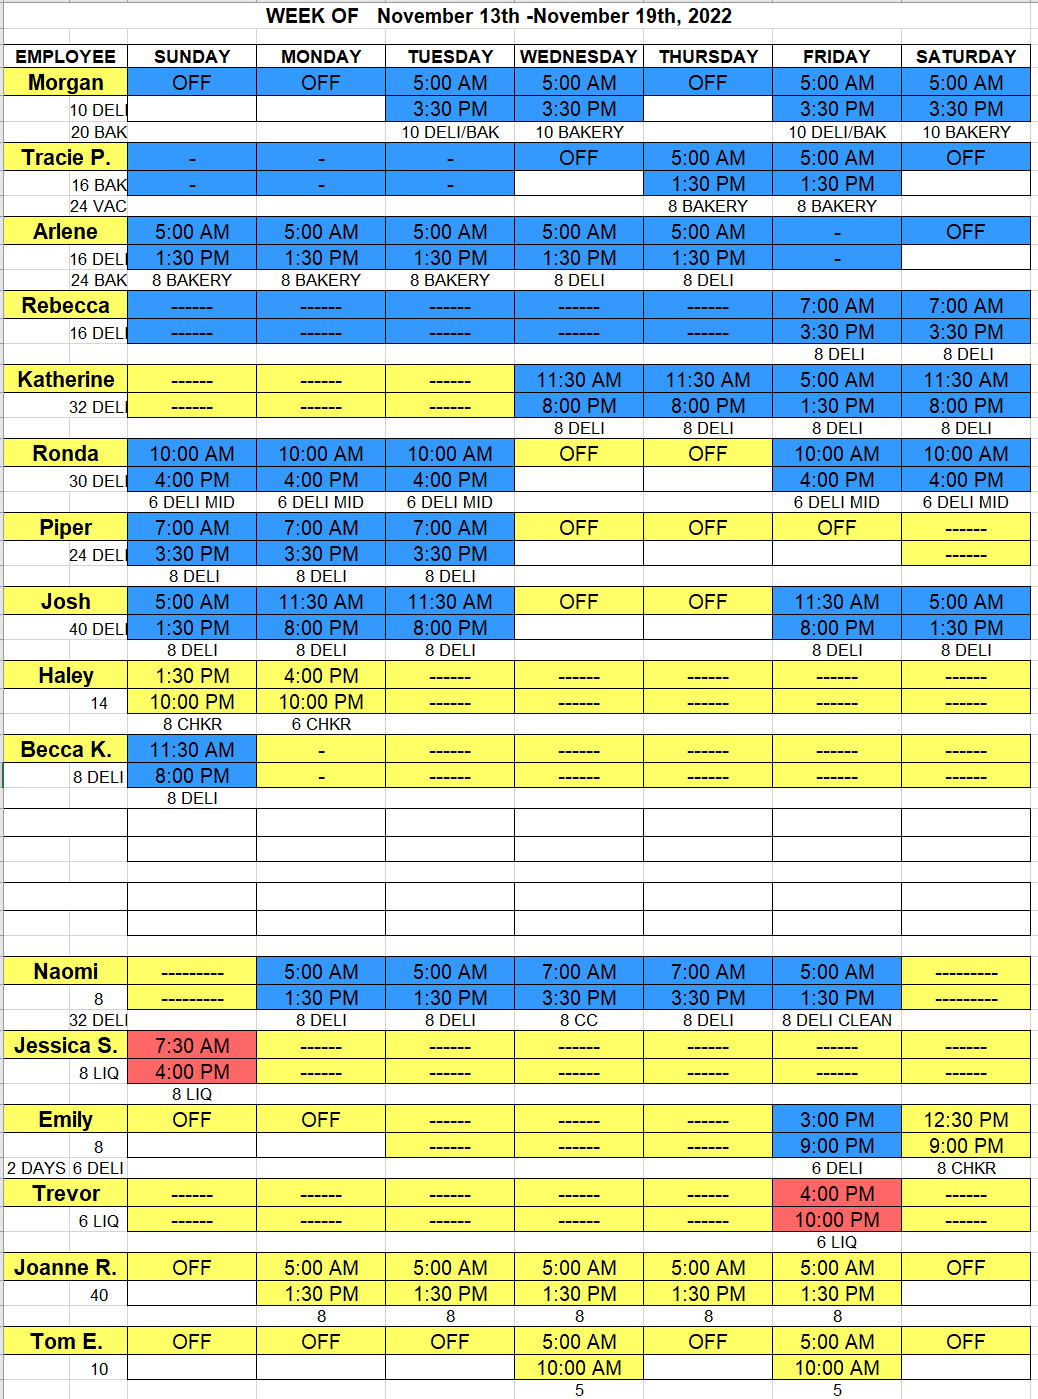 WEEK OF November 13th -November 19th, 2022
EMPLOYEE SUNDAY MONDAY TUESDAY WEDNESDAY THURSDAY FRIDAY SATURDAY
Morgan OFF OFF 5:00 AM 5:00 AM OFF 5:00 AM 5:00 AM
10 DELI 3:30 PM 3:30 PM 3:30 PM 3:30 PM
20 BAK 10 DELI/BAK 10 BAKERY 10 DELI/BAK 10 BAKERY
Tracie P. - - - OFF 5:00 AM 5:00 AM OFF
16 BAK - - - 1:30 PM 1:30 PM
24 VAC 8 BAKERY 8 BAKERY
Arlene 5:00 AM 5:00 AM 5:00 AM 5:00 AM 5:00 AM - OFF
16 DELI 1:30 PM 1:30 PM 1:30 PM 1:30 PM 1:30 PM -
24 BAK 8 BAKERY 8 BAKERY 8 BAKERY 8 DELI 8 DELI
Rebecca ------ ------ ------ ------ ------ 7:00 AM 7:00 AM
16 DELI ------ ------ ------ ------ ------ 3:30 PM 3:30 PM
8 DELI 8 DELI
Katherine ------ ------ ------ 11:30 AM 11:30 AM 5:00 AM 11:30 AM
32 DELI ------ ------ ------ 8:00 PM 8:00 PM 1:30 PM 8:00 PM
8 DELI 8 DELI 8 DELI 8 DELI
Ronda 10:00 AM 10:00 AM 10:00 AM OFF OFF 10:00 AM 10:00 AM
30 DELI 4:00 PM 4:00 PM 4:00 PM 4:00 PM 4:00 PM
6 DELI MID 6 DELI MID 6 DELI MID 6 DELI MID 6 DELI MID
Piper 7:00 AM 7:00 AM 7:00 AM OFF OFF OFF ------
24 DELI 3:30 PM 3:30 PM 3:30 PM ------
8 DELI 8 DELI 8 DELI
Josh 5:00 AM 11:30 AM 11:30 AM OFF OFF 11:30 AM 5:00 AM
40 DELI 1:30 PM 8:00 PM 8:00 PM 8:00 PM 1:30 PM
8 DELI 8 DELI 8 DELI 8 DELI 8 DELI
Haley 1:30 PM 4:00 PM ------ ------ ------ ------ ------
14 10:00 PM 10:00 PM ------ ------ ------ ------ ------
8 CHKR 6 CHKR
Becca K. 11:30 AM - ------ ------ ------ ------ ------
8 DELI 8:00 PM - ------ ------ ------ ------ ------
8 DELI
Naomi --------- 5:00 AM 5:00 AM 7:00 AM 7:00 AM 5:00 AM ---------
8 --------- 1:30 PM 1:30 PM 3:30 PM 3:30 PM 1:30 PM ---------
32 DELI 8 DELI 8 DELI 8 CC 8 DELI 8 DELI CLEAN
Jessica S. 7:30 AM ------ ------ ------ ------ ------ ------
8 LIQ 4:00 PM ------ ------ ------ ------ ------ ------
8 LIQ
Emily OFF OFF ------ ------ ------ 3:00 PM 12:30 PM
8 ------ ------ ------ 9:00 PM 9:00 PM
2 DAYS 6 DELI 6 DELI 8 CHKR
Trevor ------ ------ ------ ------ ------ 4:00 PM ------
6 LIQ ------ ------ ------ ------ ------ 10:00 PM ------
6 LIQ
Joanne R. OFF 5:00 AM 5:00 AM 5:00 AM 5:00 AM 5:00 AM OFF
40 1:30 PM 1:30 PM 1:30 PM 1:30 PM 1:30 PM
8 8 8 8 8
Tom E. OFF OFF OFF 5:00 AM OFF 5:00 AM OFF
10 10:00 AM 10:00 AM
5 5